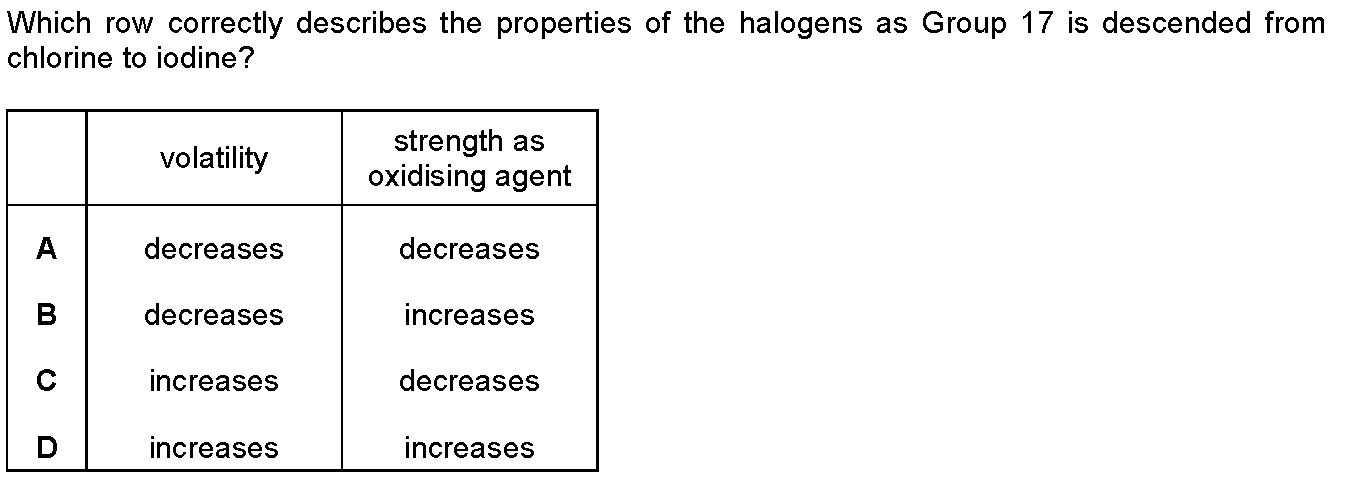 Which row correctly describes the properties of the halogens as Group 17 is descended from
chlorine to iodine?
volatility strength as
oxidising agent
A decreases decreases
B decreases increases
C increases decreases
D increases increases